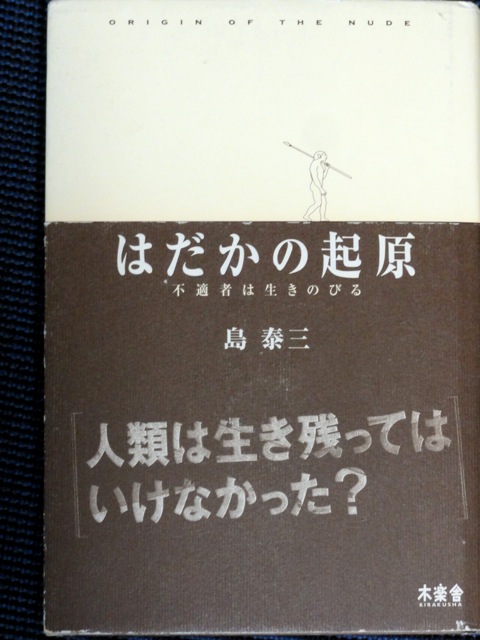 ORIGIN OF THE NUDE
はだかの起原
不適者は生きのびる
島 泰三
人類は生き残っては
いけなかった?
木楽舎
KIRAKUSHA